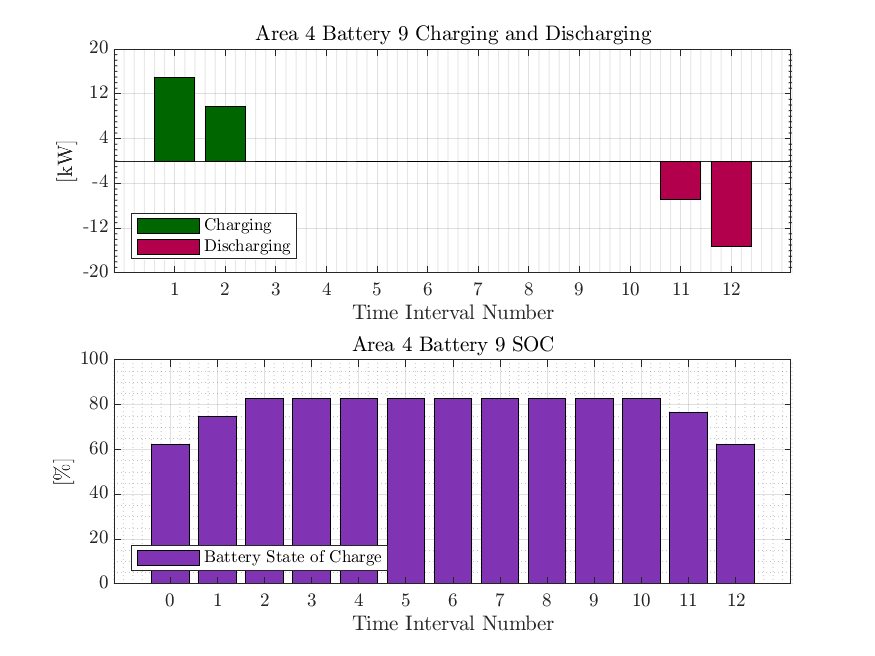 Area 4 Battery 9 Charging and Discharging
20
12
4
-4
-12
-20
[kW]
Charging
Discharging
1 2 3 4 5 6 7 8 9 10 11 12
Time Interval Number
Area 4 Battery 9 SOC
100
80
60
40
20
0
[%]
Battery State of Charge
0 1 2 3 4 5 6 7 8 9 10 11 12
Time Interval Number